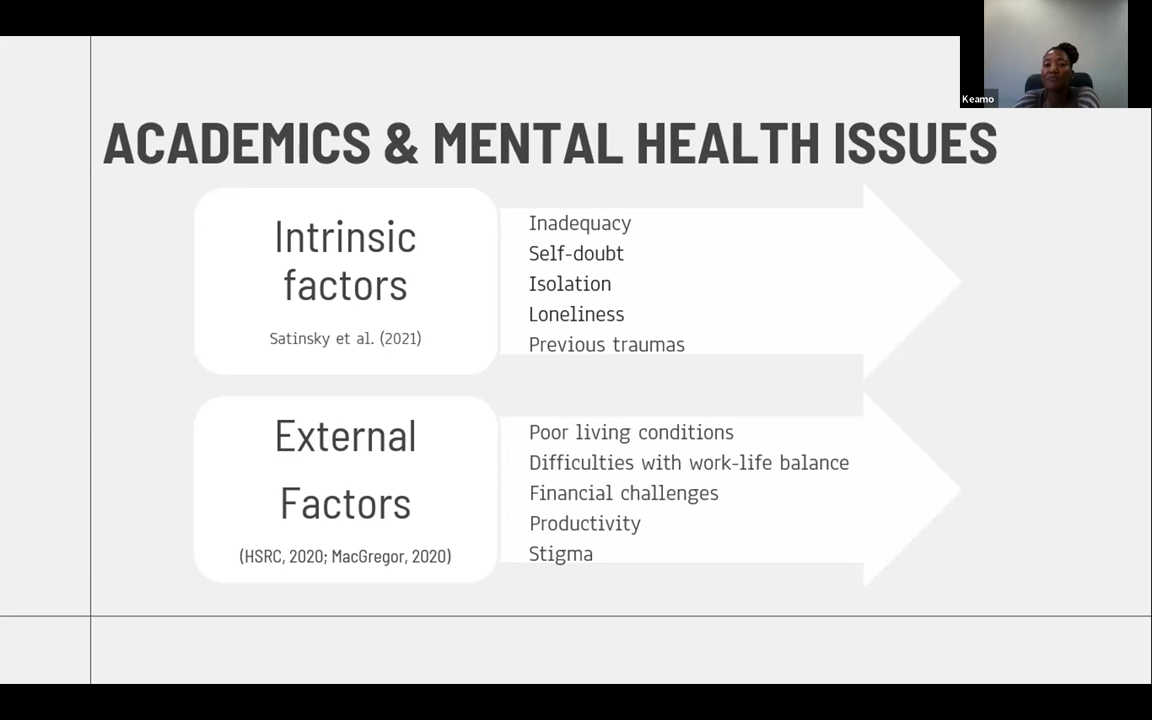 Keamo
ACADEMICS & MENTAL HEALTH ISSUES
Intrinsic
factors
Satinsky et al. (2021)
Inadequacy
Self-doubt
Isolation
Loneliness
Previous traumas
External
Factors
(HSRC, 2020; MacGregor, 2020)
Poor living conditions
Difficulties with work-life balance
Financial challenges
Productivity
Stigma